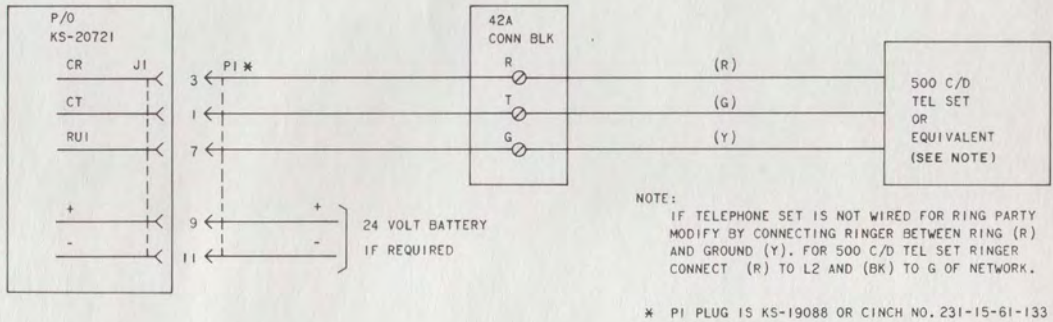 P/O
KS-20721
CR J1
CT
RU1
+
-
3
1
7
9
11
P1 *
+
-
24 VOLT BATTERY
IF REQUIRED
42A
CONN BLK
R
T
G
(R)
(G)
(Y)
500 C/D
TEL SET
OR
EQUIVALENT
(SEE NOTE)
NOTE:
IF TELEPHONE SET IS NOT WIRED FOR RING PARTY
MODIFY BY CONNECTING RINGER BETWEEN RING (R)
AND GROUND (Y). FOR 500 C/D TEL SET RINGER
CONNECT (R) TO L2 AND (BK) TO G OF NETWORK.
* P1 PLUG IS KS-19088 OR CINCH NO. 231-15-61-133